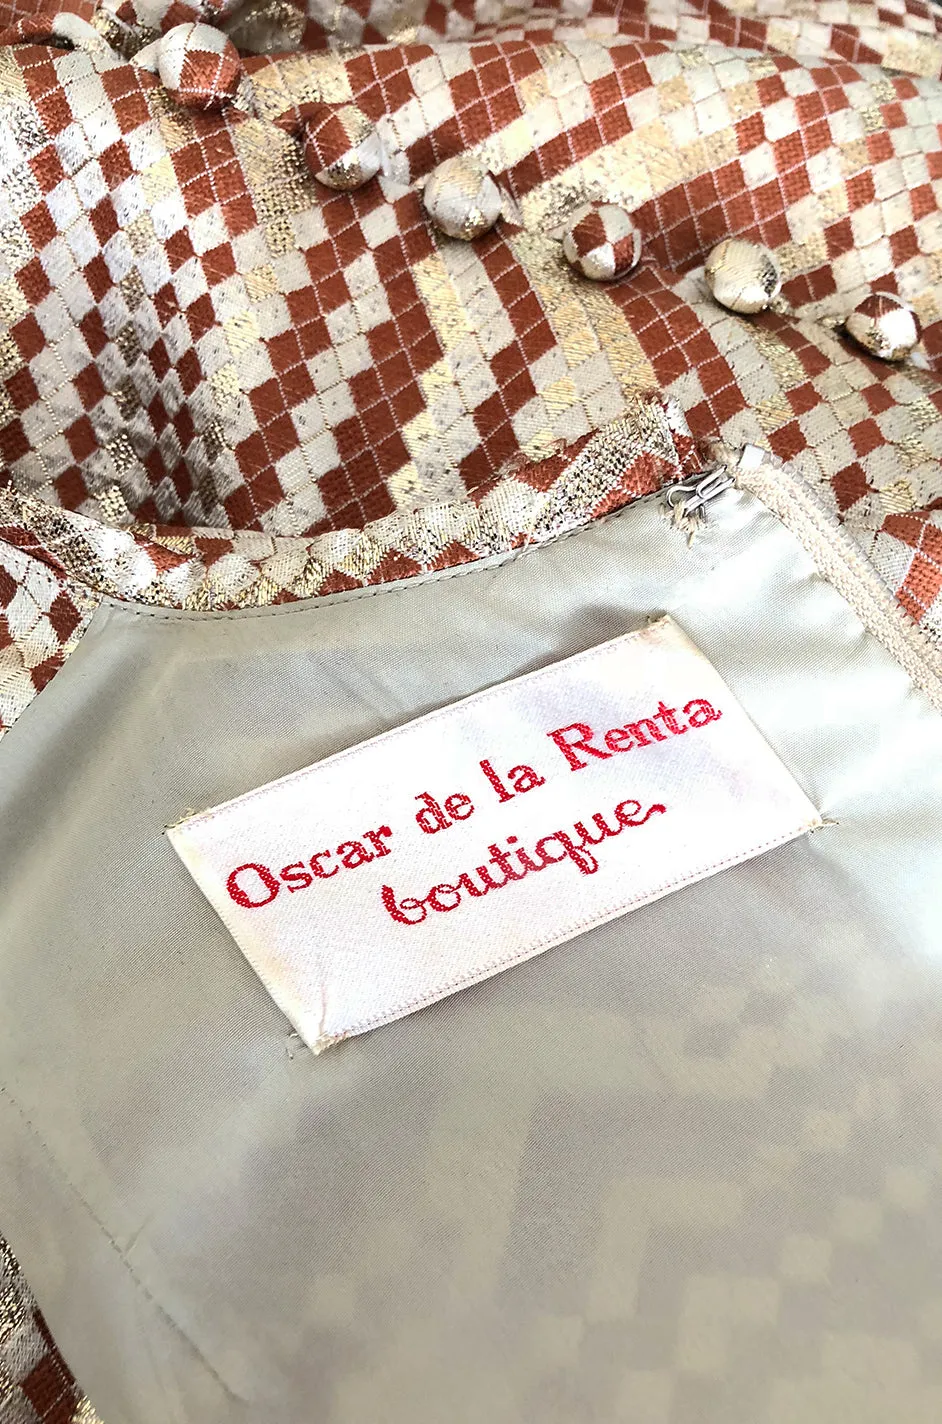 Oscar de la Renta
boutique